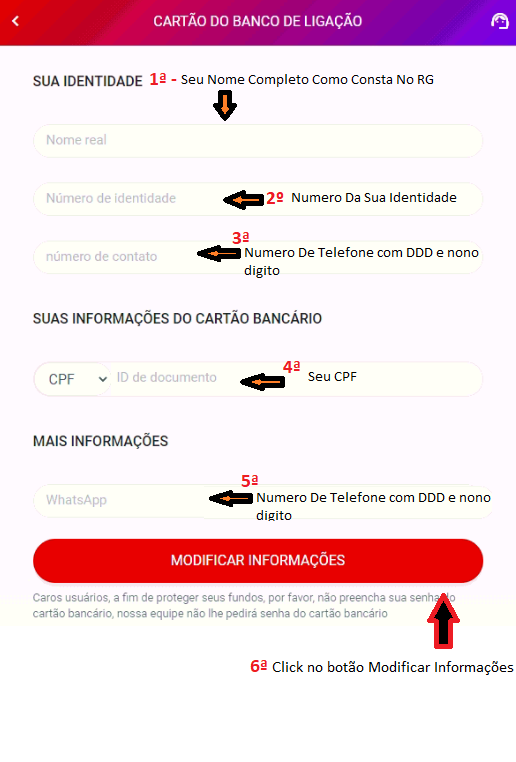 CARTÃO DO BANCO DE LIGAÇÃO
SUA IDENTIDADE 1ª - Seu Nome Completo Como Consta No RG
Nome real
Número de identidade 2º Numero Da Sua Identidade
3ª
número de contato Numero De Telefone com DDD e nono
digito
SUAS INFORMAÇÕES DO CARTÃO BANCÁRIO
CPF ID de documento 4ª Seu CPF
MAIS INFORMAÇÕES
5ª
WhatsApp Numero De Telefone com DDD e nono
digito
MODIFICAR INFORMAÇÕES
Caros usuários, a fim de proteger seus fundos, por favor, não preencha sua senha do
cartão bancário, nossa equipe não lhe pedirá senha do cartão bancário
6ª Click no botão Modificar Informações